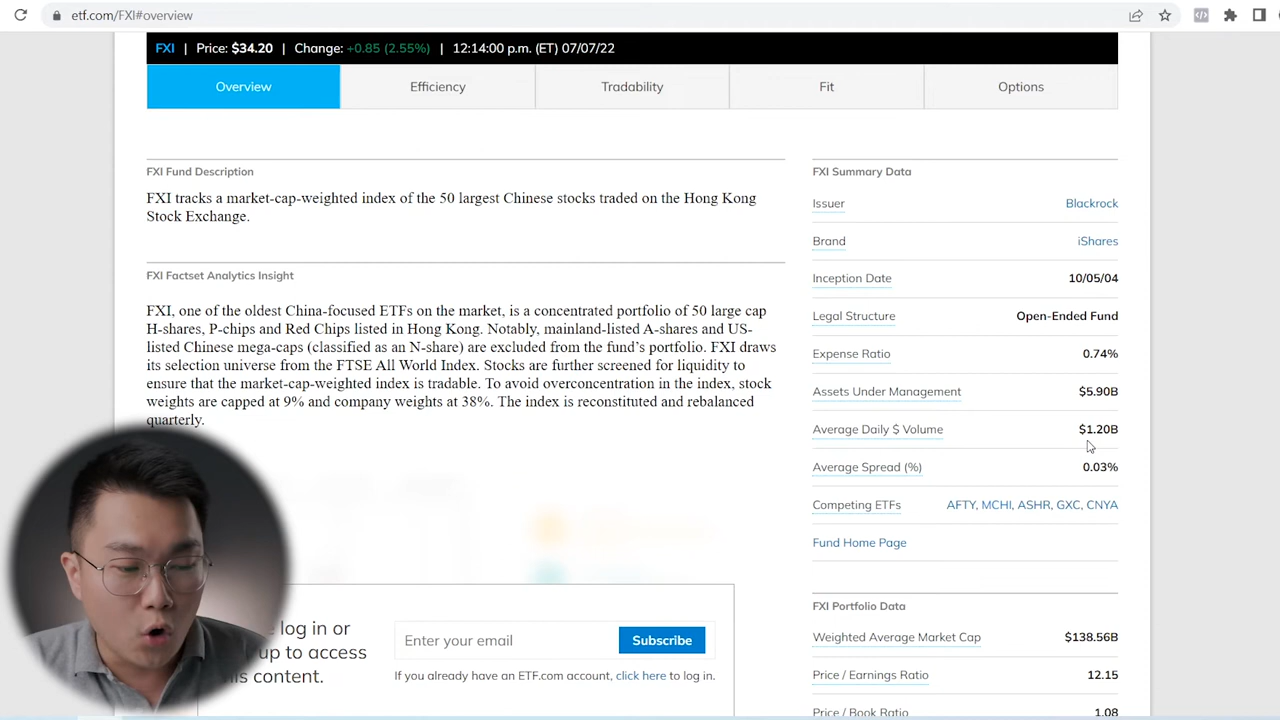 etf.com/FXI#overview
FXI | Price: $34.20 | Change: +0.85 (2.55%) | 12:14:00 p.m. (ET) 07/07/22
Overview Efficiency Tradability Fit Options
FXI Fund Description
FXI tracks a market-cap-weighted index of the 50 largest Chinese stocks traded on the Hong Kong
Stock Exchange.
FXI Factset Analytics Insight
FXI, one of the oldest China-focused ETFs on the market, is a concentrated portfolio of 50 large cap
H-shares, P-chips and Red Chips listed in Hong Kong. Notably, mainland-listed A-shares and US-
listed Chinese mega-caps (classified as an N-share) are excluded from the fund's portfolio. FXI draws
its selection universe from the FTSE All World Index. Stocks are further screened for liquidity to
ensure that the market-cap-weighted index is tradable. To avoid overconcentration in the index, stock
weights are capped at 9% and company weights at 38%. The index is reconstituted and rebalanced
quarterly.
log in or
up to access
content.
Enter your email
Subscribe
If you already have an ETF.com account, click here to log in.
FXI Summary Data
Issuer Blackrock
Brand iShares
Inception Date 10/05/04
Legal Structure Open-Ended Fund
Expense Ratio 0.74%
Assets Under Management $5.90B
Average Daily $ Volume $1.20B
Average Spread (%) 0.03%
Competing ETFs AFTY, MCHI, ASHR, GXC, CNYA
Fund Home Page
FXI Portfolio Data
Weighted Average Market Cap $138.56B
Price / Earnings Ratio 12.15
Price / Book Ratio 1.08